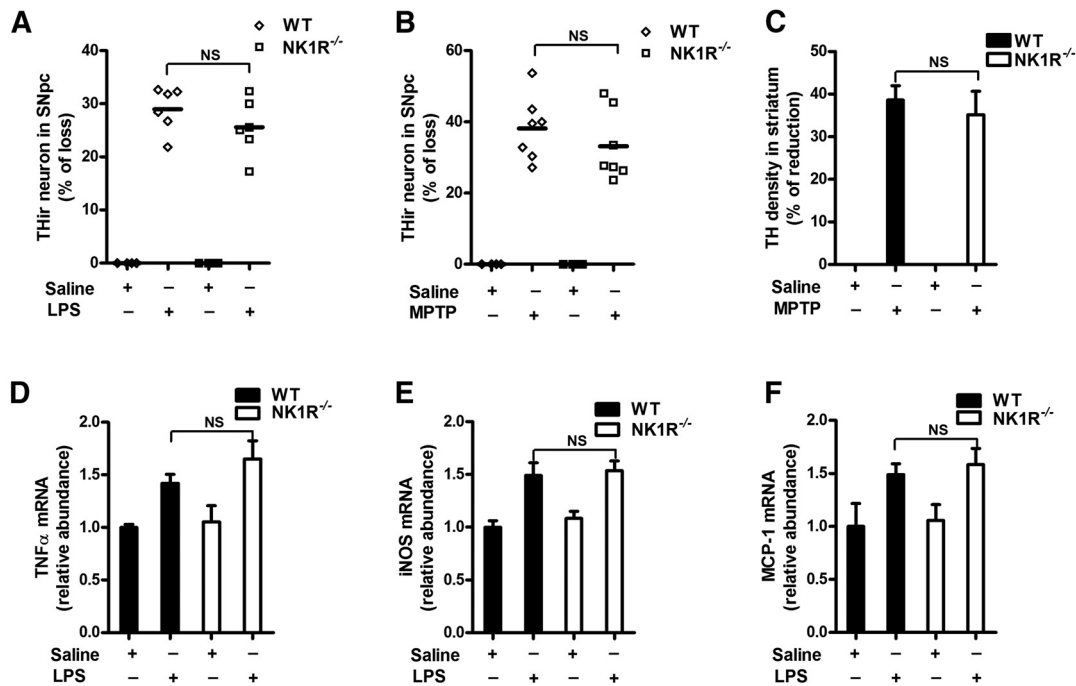 A
WT
NK1R-/-
NS
THir neuron in SNpc
(% of loss)
40
30
20
10
0
Saline + – + –
LPS – + – +
B
WT
NK1R-/-
NS
THir neuron in SNpc
(% of loss)
60
40
20
0
Saline + – + –
MPTP – + – +
C
WT
NK1R-/-
NS
TH density in striatum
(% of reduction)
50
40
30
20
10
0
Saline + – + –
MPTP – + – +
D
WT
NK1R-/-
NS
TNFα mRNA
(relative abundance)
2.0
1.5
1.0
0.5
0.0
Saline + – + –
LPS – + – +
E
WT
NK1R-/-
NS
iNOS mRNA
(relative abundance)
2.0
1.5
1.0
0.5
0.0
Saline + – + –
LPS – + – +
F
WT
NK1R-/-
NS
MCP-1 mRNA
(relative abundance)
2.0
1.5
1.0
0.5
0.0
Saline + – + –
LPS – + – +